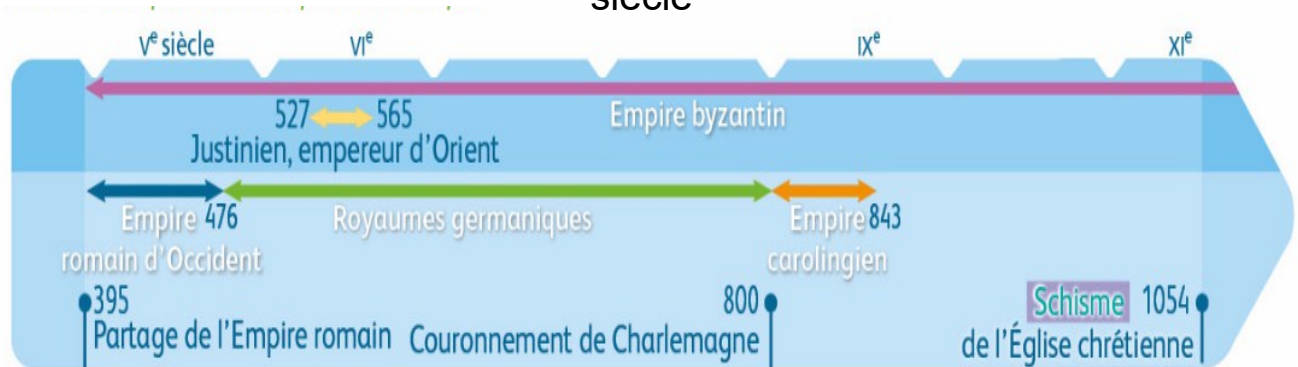 siècle
Vᵉ siècle VIᵉ IXᵉ XIᵉ
527 565 Empire byzantin
Justinien, empereur d'Orient
Empire 476 Royaumes germaniques Empire 843
romain d'Occident carolingien
395 800 Schisme 1054
Partage de l'Empire romain Couronnement de Charlemagne de l'Église chrétienne